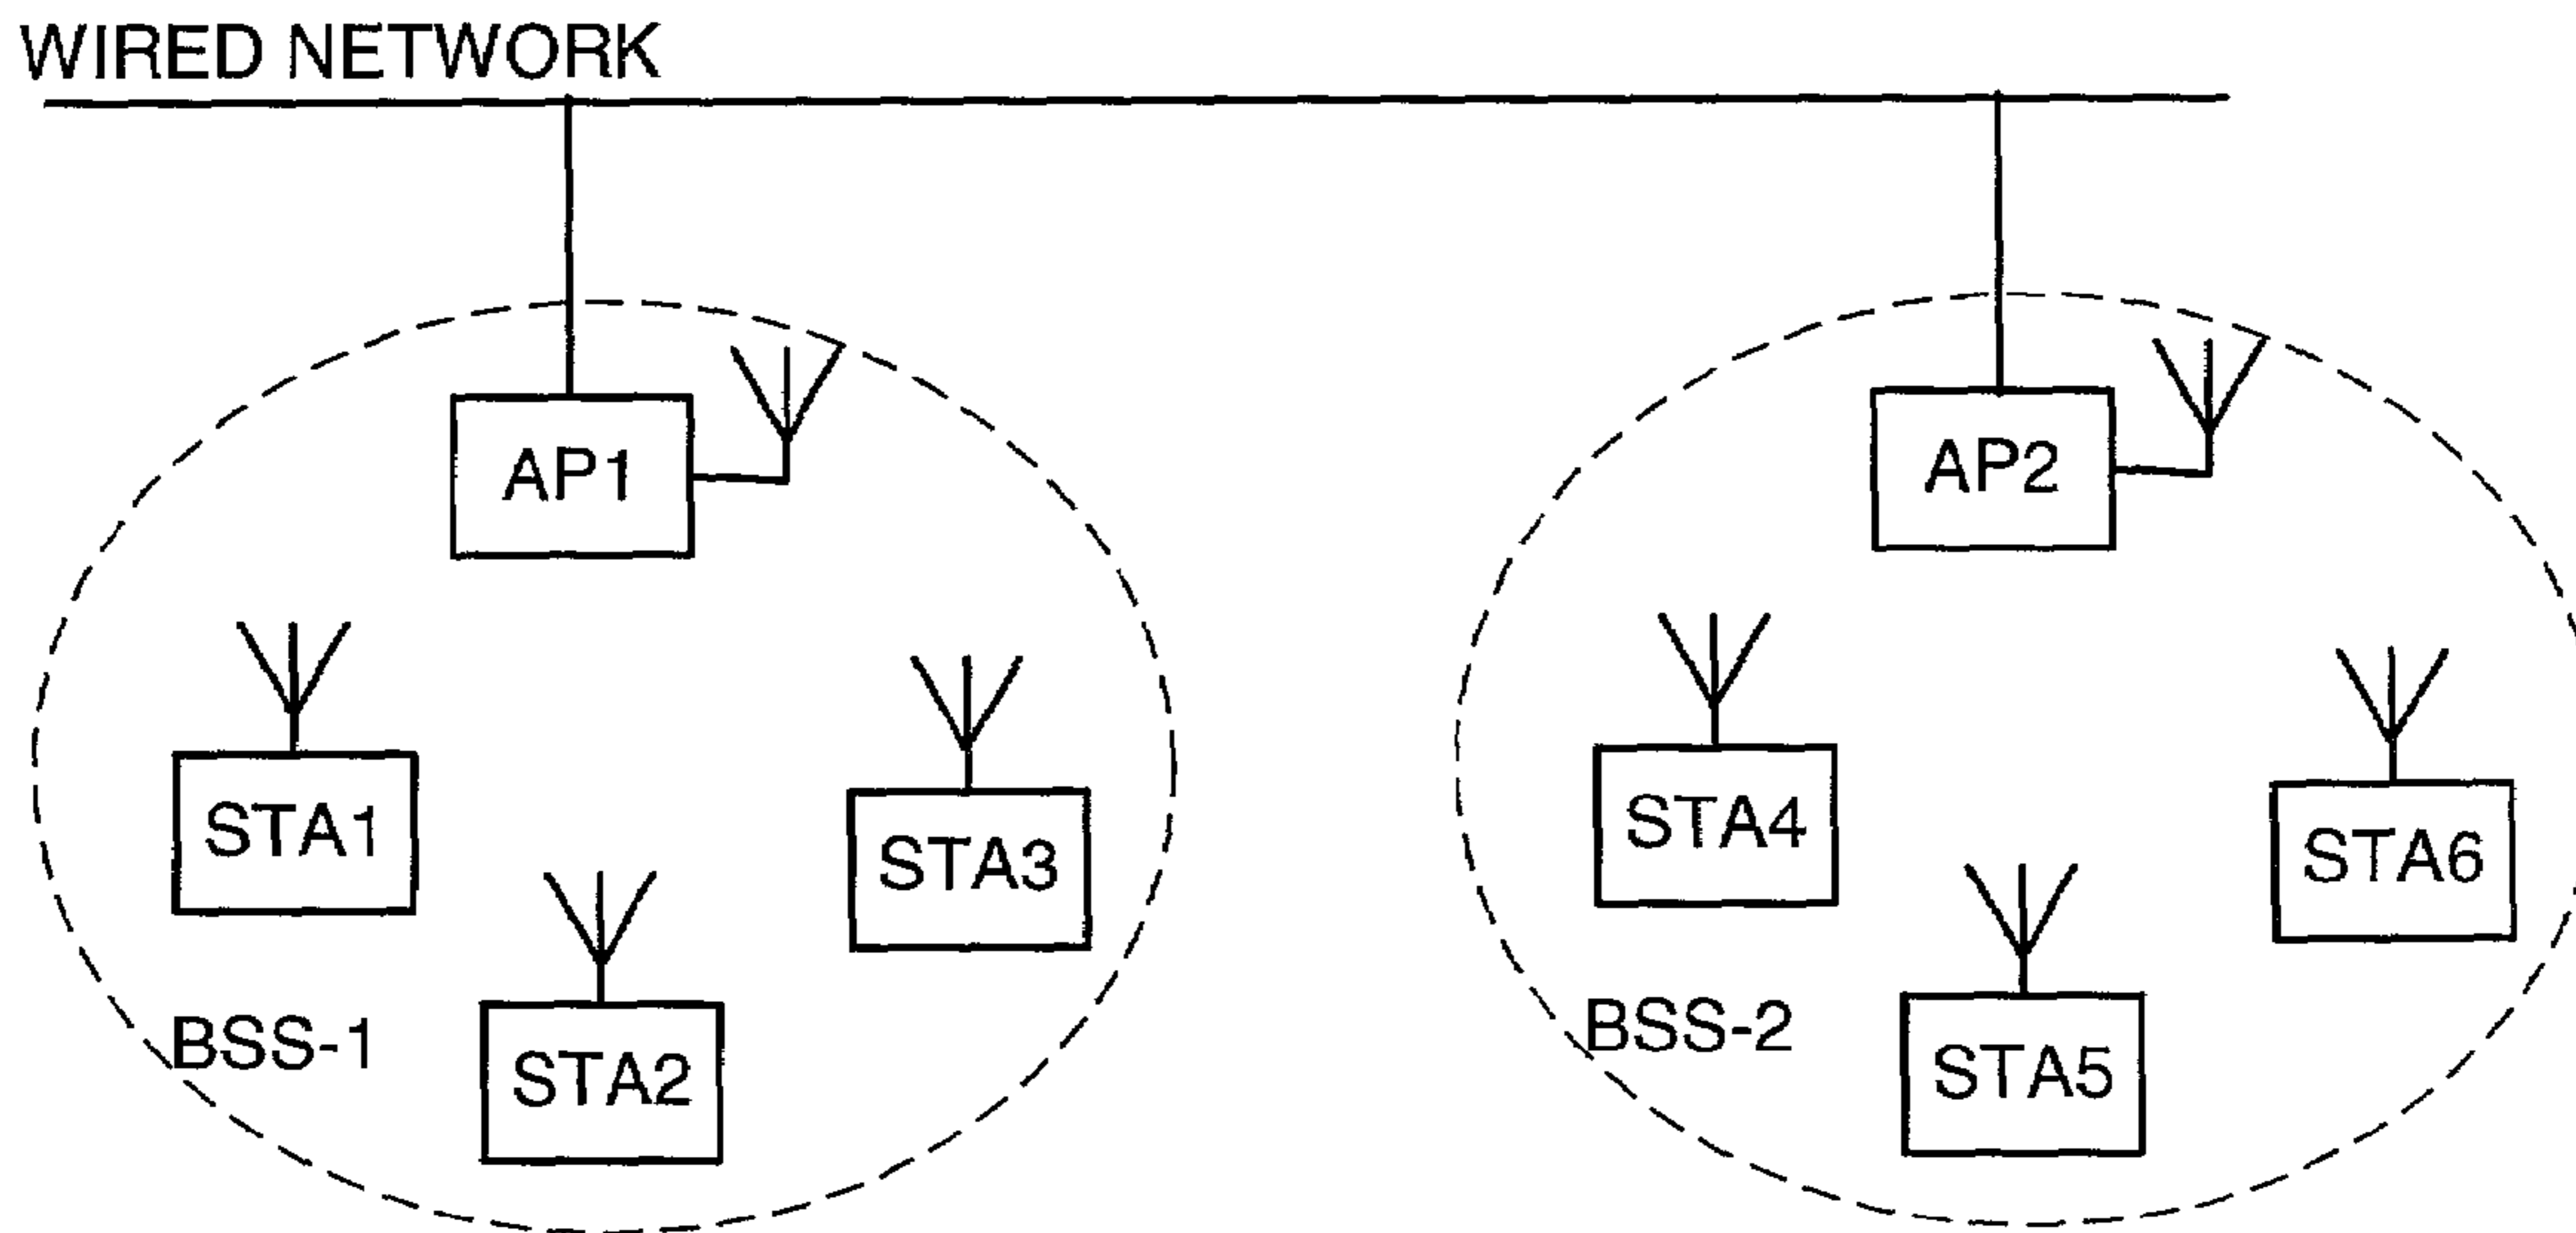 WIRED NETWORK
AP1
AP2
STA1
STA3
STA4
STA6
BSS-1
STA2
BSS-2
STA5